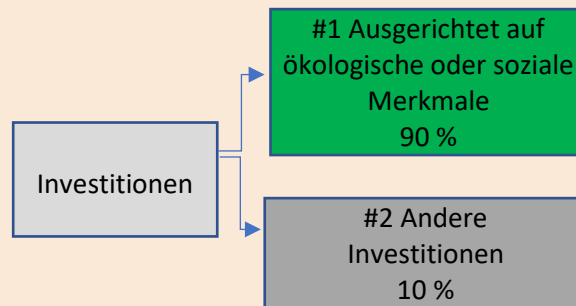 #1 Ausgerichtet auf
ökologische oder soziale
Merkmale
90 %
Investitionen
#2 Andere
Investitionen
10 %